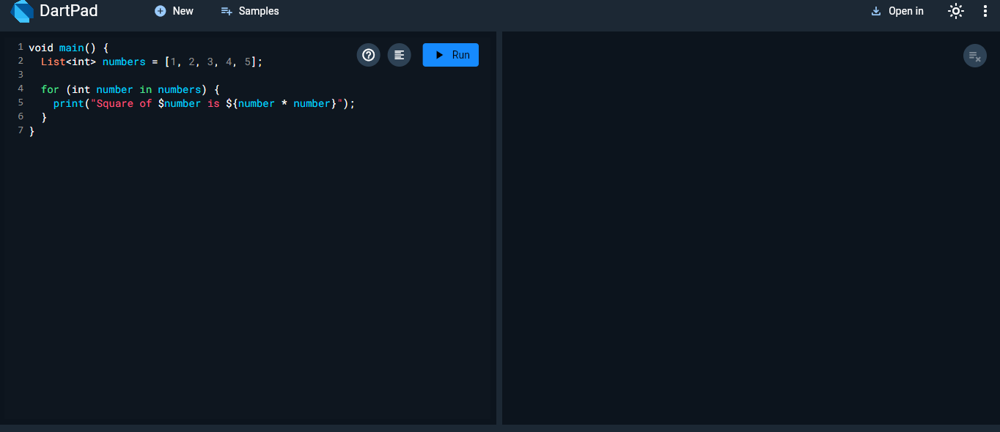 DartPad New Samples Open in
1 void main() {
2   List<int> numbers = [1, 2, 3, 4, 5];
3
4   for (int number in numbers) {
5     print("Square of $number is ${number * number}");
6   }
7 }
Run